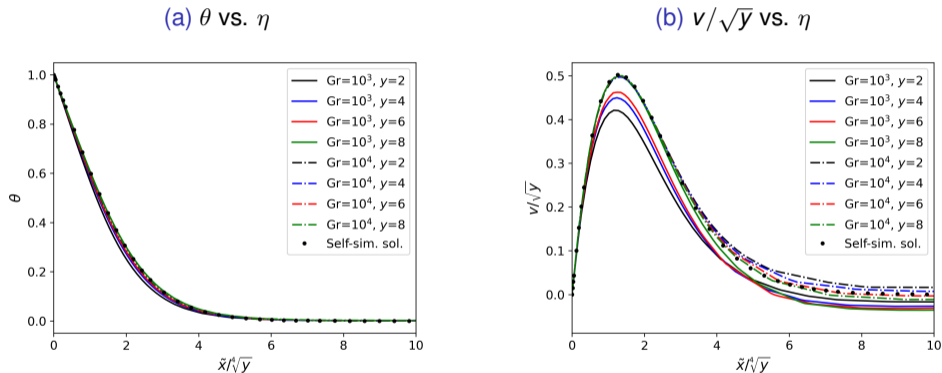 (a) θ vs. η
(b) v/√y vs. η
1.0
0.8
0.6
0.4
0.2
0.0
θ
0 2 4 6 8 10
x̃/∜y
Gr=10³, y=2
Gr=10³, y=4
Gr=10³, y=6
Gr=10³, y=8
Gr=10⁴, y=2
Gr=10⁴, y=4
Gr=10⁴, y=6
Gr=10⁴, y=8
Self-sim. sol.
0.5
0.4
0.3
0.2
0.1
0.0
v/√y
0 2 4 6 8 10
x̃/∜y
Gr=10³, y=2
Gr=10³, y=4
Gr=10³, y=6
Gr=10³, y=8
Gr=10⁴, y=2
Gr=10⁴, y=4
Gr=10⁴, y=6
Gr=10⁴, y=8
Self-sim. sol.